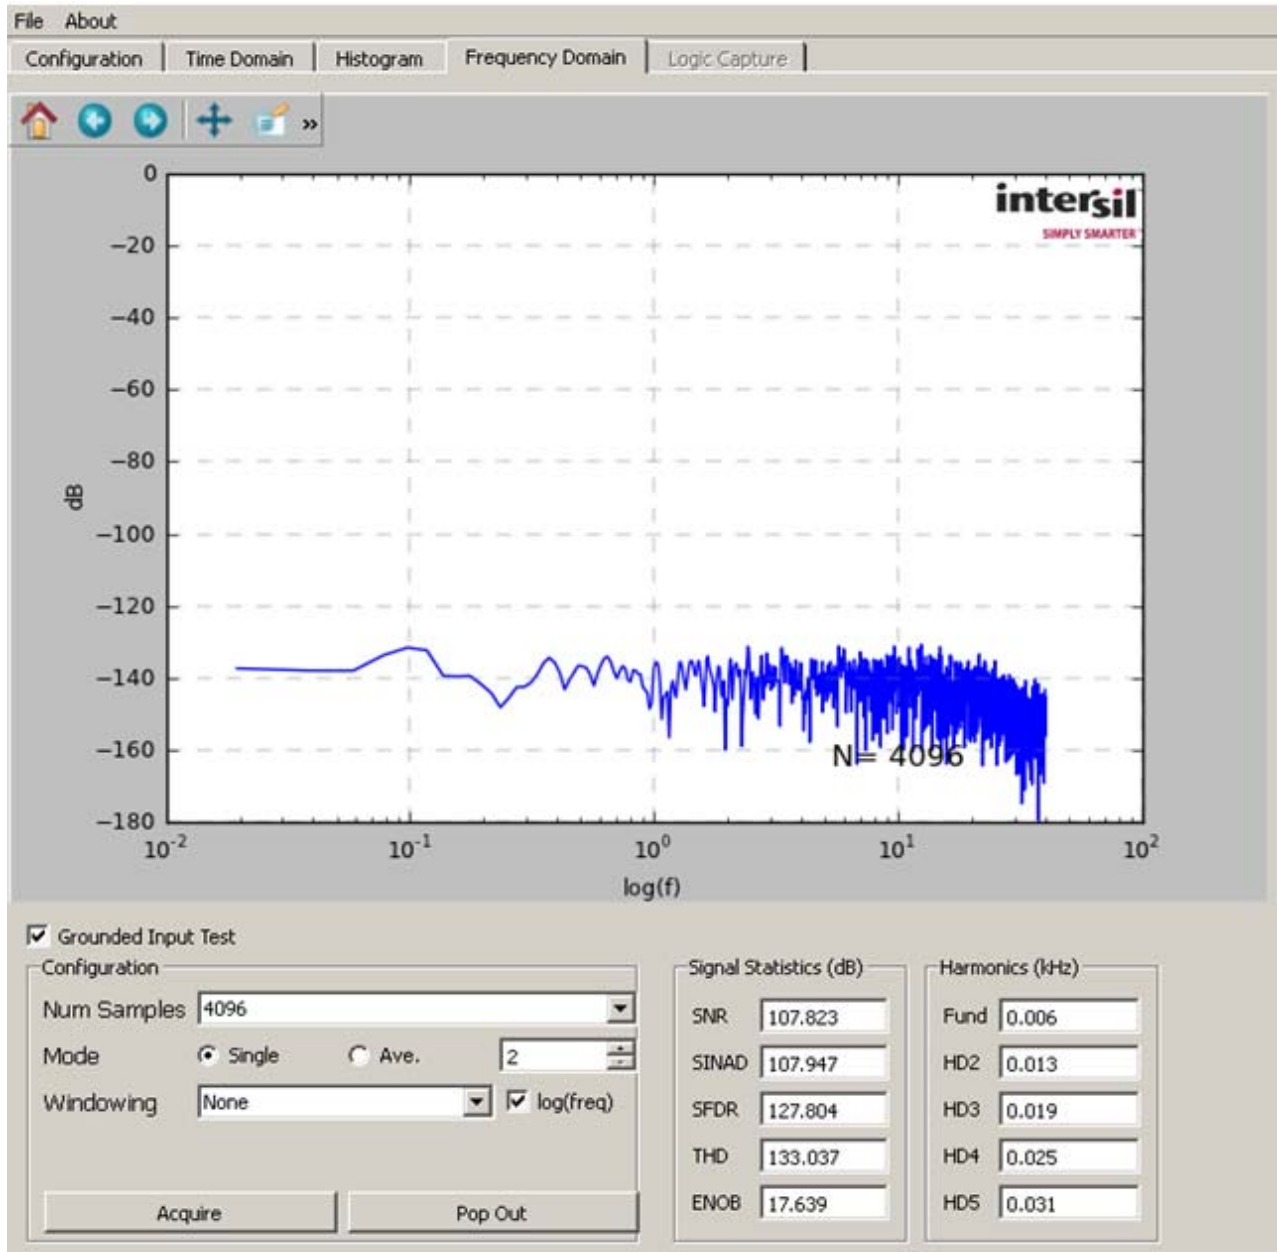 File About
Configuration Time Domain Histogram Frequency Domain Logic Capture
»
intersil
SIMPLY SMARTER
0
−20
−40
−60
−80
−100
−120
−140
−160
−180
dB
N= 4096
10⁻² 10⁻¹ 10⁰ 10¹ 10²
log(f)
Grounded Input Test
Configuration
Num Samples 4096
Mode Single Ave. 2
Windowing None log(freq)
Acquire Pop Out
Signal Statistics (dB)
SNR 107.823
SINAD 107.947
SFDR 127.804
THD 133.037
ENOB 17.639
Harmonics (kHz)
Fund 0.006
HD2 0.013
HD3 0.019
HD4 0.025
HD5 0.031